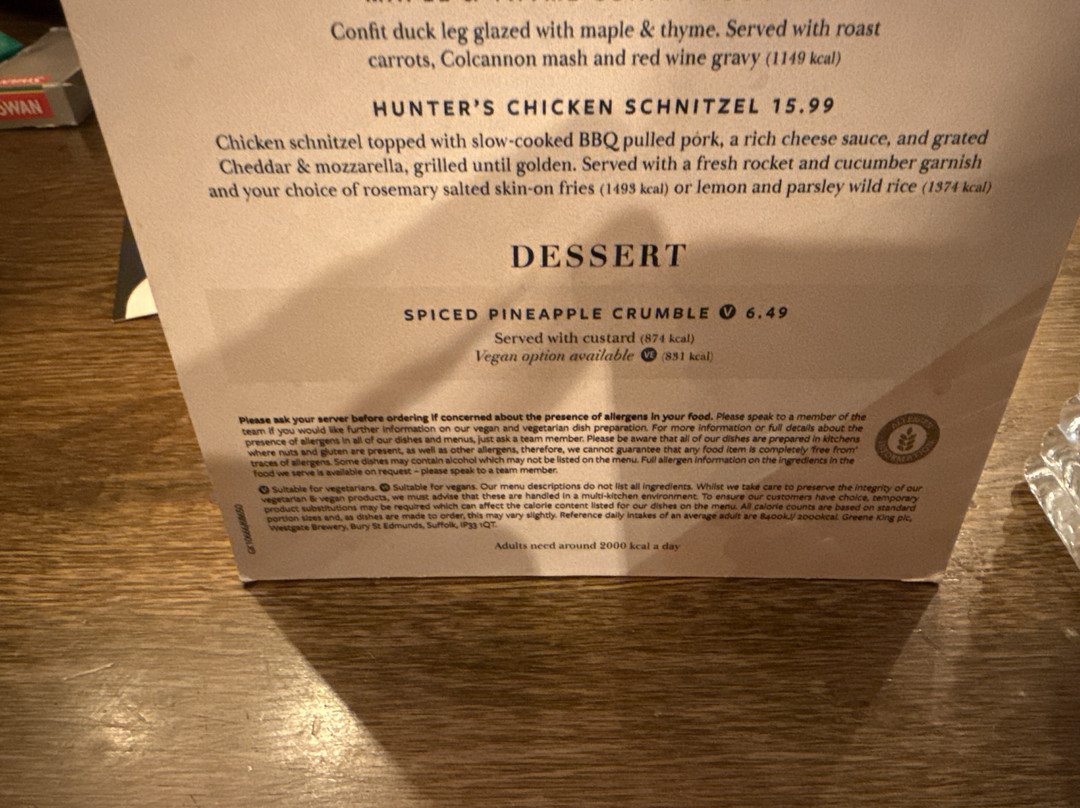 SWAN
Confit duck leg glazed with maple & thyme. Served with roast
carrots, Colcannon mash and red wine gravy (1149 kcal)
HUNTER'S CHICKEN SCHNITZEL 15.99
Chicken schnitzel topped with slow-cooked BBQ pulled pork, a rich cheese sauce, and grated
Cheddar & mozzarella, grilled until golden. Served with a fresh rocket and cucumber garnish
and your choice of rosemary salted skin-on fries (1493 kcal) or lemon and parsley wild rice (1374 kcal)
DESSERT
SPICED PINEAPPLE CRUMBLE V 6.49
Served with custard (874 kcal)
Vegan option available VE (831 kcal)
Please ask your server before ordering if concerned about the presence of allergens in your food. Please speak to a member of the
team if you would like further information on our vegan and vegetarian dish preparation. For more information or full details about the
presence of allergens in all of our dishes and menus, just ask a team member. Please be aware that all of our dishes are prepared in kitchens
where nuts and gluten are present, as well as other allergens, therefore, we cannot guarantee that any food item is completely 'free from'
traces of allergens. Some dishes may contain alcohol which may not be listed on the menu. Full allergen information on the ingredients in the
food we serve is available on request – please speak to a team member.
V Suitable for vegetarians. VE Suitable for vegans. Our menu descriptions do not list all ingredients. Whilst we take care to preserve the integrity of our
vegetarian & vegan products, we must advise that these are handled in a multi-kitchen environment. To ensure our customers have choice, temporary
product substitutions may be required which can affect the calorie content listed for our dishes on the menu. All calorie counts are based on standard
portion sizes and, as dishes are made to order, this may vary slightly. Reference daily intakes of an average adult are 8400kJ/2000kcal. Greene King plc,
Westgate Brewery, Bury St Edmunds, Suffolk, IP33 1QT.
Adults need around 2000 kcal a day
ALLERGEN
INFORMATION